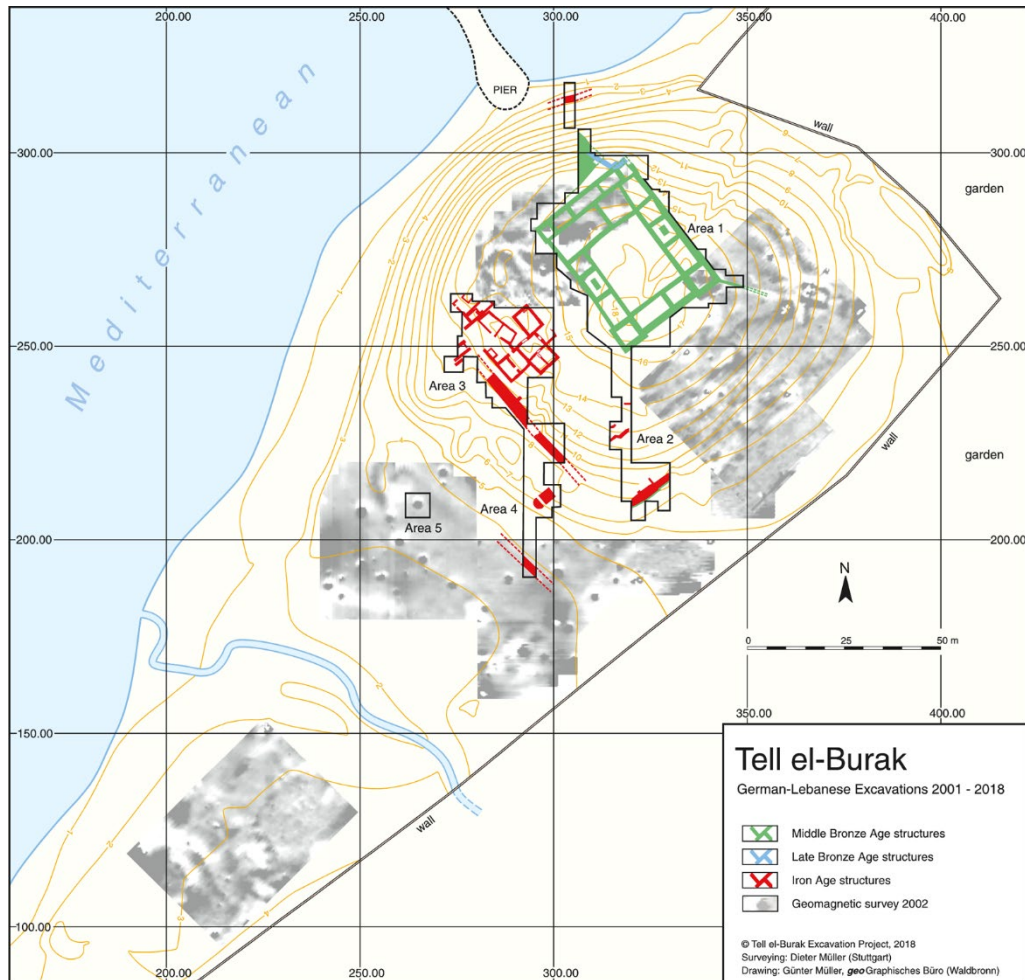 200.00
250.00
300.00
350.00
400.00
PIER
Mediterranean
wall
300.00
300.00
garden
Area 1
250.00
250.00
Area 3
Area 2
wall
garden
Area 4
Area 5
200.00
200.00
N
0
25
50 m
350.00
400.00
150.00
Tell el-Burak
German-Lebanese Excavations 2001 - 2018
Middle Bronze Age structures
Late Bronze Age structures
Iron Age structures
Geomagnetic survey 2002
wall
100.00
200.00
250.00
300.00
© Tell el-Burak Excavation Project, 2018
Surveying: Dieter Müller (Stuttgart)
Drawing: Günter Müller, geoGraphisches Büro (Waldbronn)